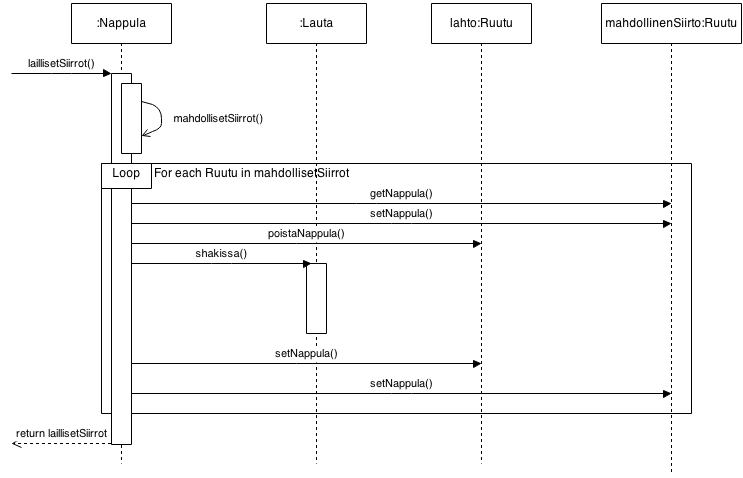 :Nappula
:Lauta
lahto:Ruutu
mahdollinenSiirto:Ruutu
laillisetSiirrot()
mahdollisetSiirrot()
Loop
For each Ruutu in mahdollisetSiirrot
getNappula()
setNappula()
poistaNappula()
shakissa()
setNappula()
setNappula()
return laillisetSiirrot